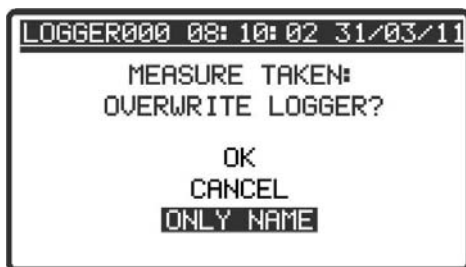 LOGGER000 08:10:02 31/03/11
MEASURE TAKEN:
OVERWRITE LOGGER?
OK
CANCEL
ONLY NAME